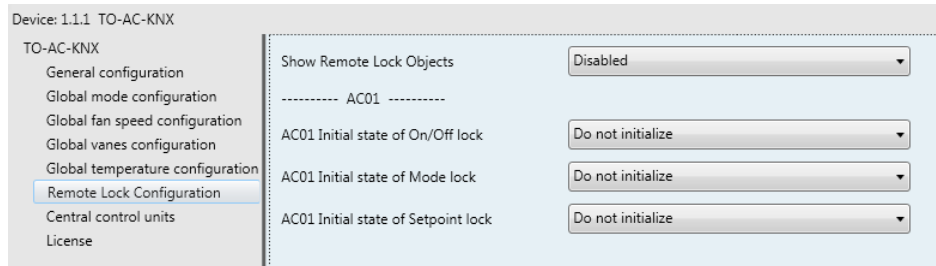 Device: 1.1.1 TO-AC-KNX
TO-AC-KNX
General configuration
Global mode configuration
Global fan speed configuration
Global vanes configuration
Global temperature configuration
Remote Lock Configuration
Central control units
License
Show Remote Lock Objects Disabled
---------- AC01 ----------
AC01 Initial state of On/Off lock Do not initialize
AC01 Initial state of Mode lock Do not initialize
AC01 Initial state of Setpoint lock Do not initialize